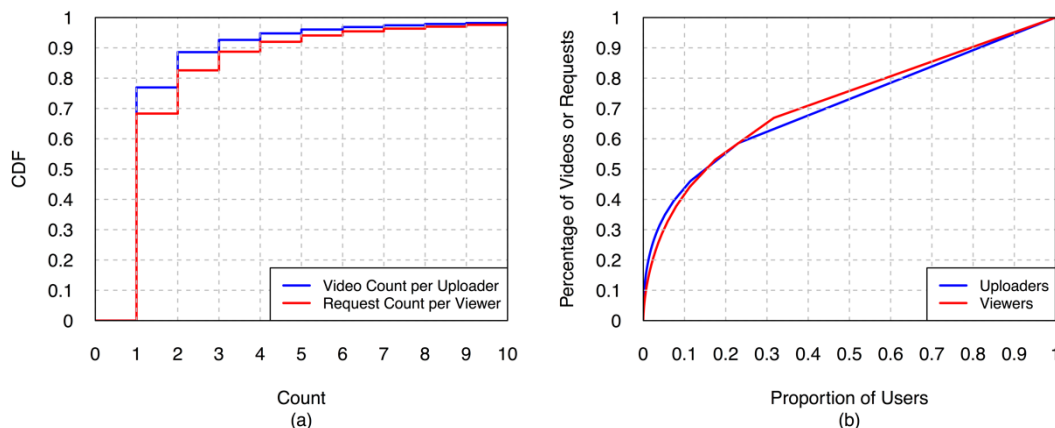 1
0.9
0.8
0.7
0.6
0.5
0.4
0.3
0.2
0.1
0
CDF
Video Count per Uploader
Request Count per Viewer
0 1 2 3 4 5 6 7 8 9 10
Count
(a)
1
0.9
0.8
0.7
0.6
0.5
0.4
0.3
0.2
0.1
0
Percentage of Videos or Requests
Uploaders
Viewers
0 0.1 0.2 0.3 0.4 0.5 0.6 0.7 0.8 0.9 1
Proportion of Users
(b)